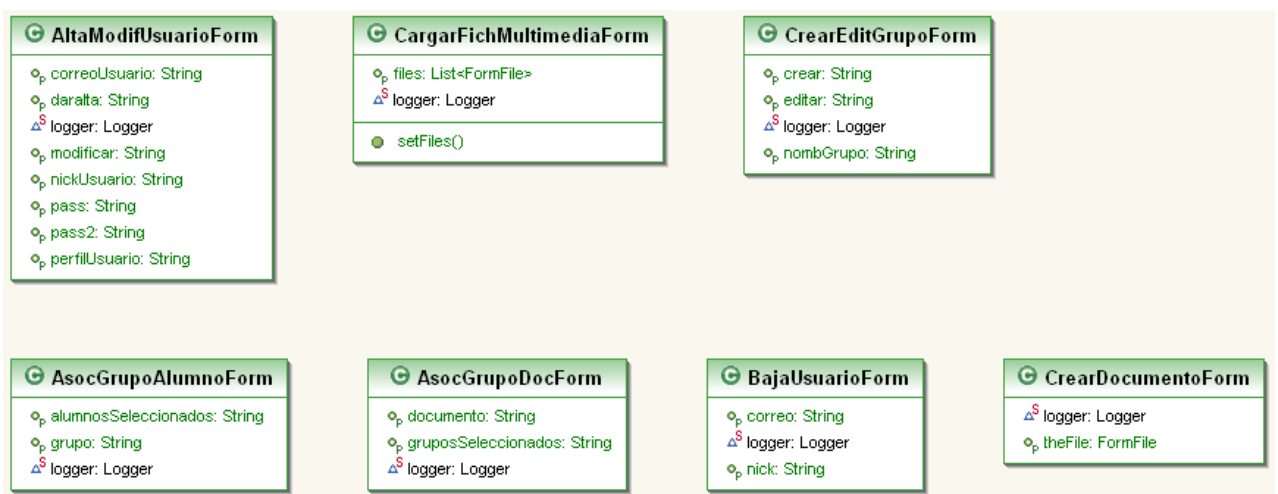 AltaModifUsuarioForm
correoUsuario: String
daralta: String
logger: Logger
modificar: String
nickUsuario: String
pass: String
pass2: String
perfilUsuario: String
CargarFichMultimediaForm
files: List<FormFile>
logger: Logger
setFiles()
CrearEditGrupoForm
crear: String
editar: String
logger: Logger
nombGrupo: String
AsocGrupoAlumnoForm
alumnosSeleccionados: String
grupo: String
logger: Logger
AsocGrupoDocForm
documento: String
gruposSeleccionados: String
logger: Logger
BajaUsuarioForm
correo: String
logger: Logger
nick: String
CrearDocumentoForm
logger: Logger
theFile: FormFile